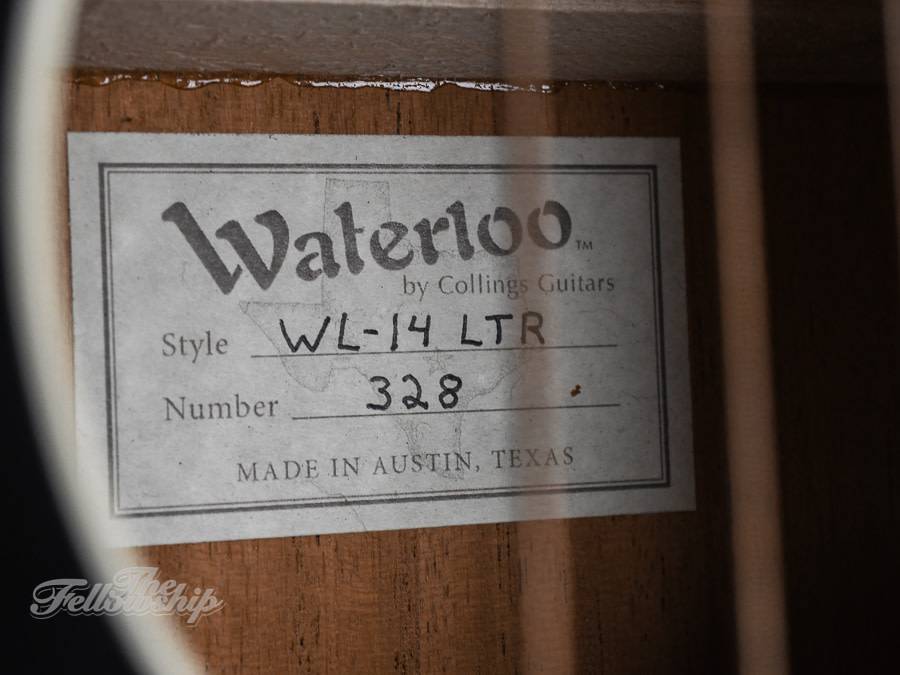 Waterloo™
by Collings Guitars
Style WL-14 LTR
Number 328
MADE IN AUSTIN, TEXAS
The
Fellowship